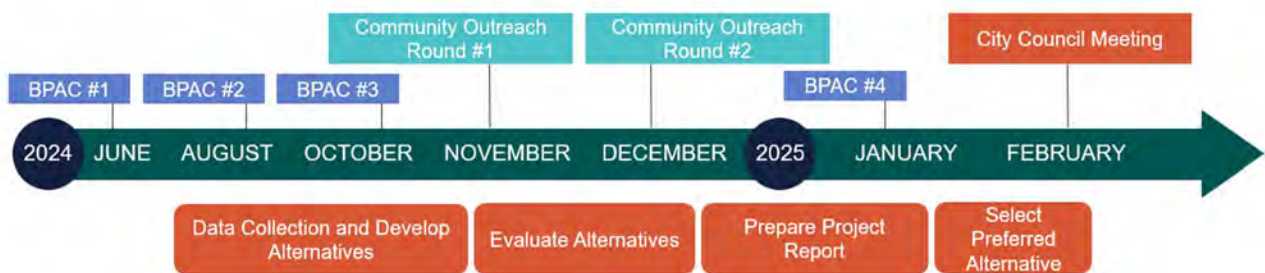 Community Outreach
Round #1
Community Outreach
Round #2
City Council Meeting
BPAC #1
BPAC #2
BPAC #3
BPAC #4
2024 JUNE AUGUST OCTOBER NOVEMBER DECEMBER 2025 JANUARY FEBRUARY
Data Collection and Develop
Alternatives
Evaluate Alternatives
Prepare Project
Report
Select
Preferred
Alternative